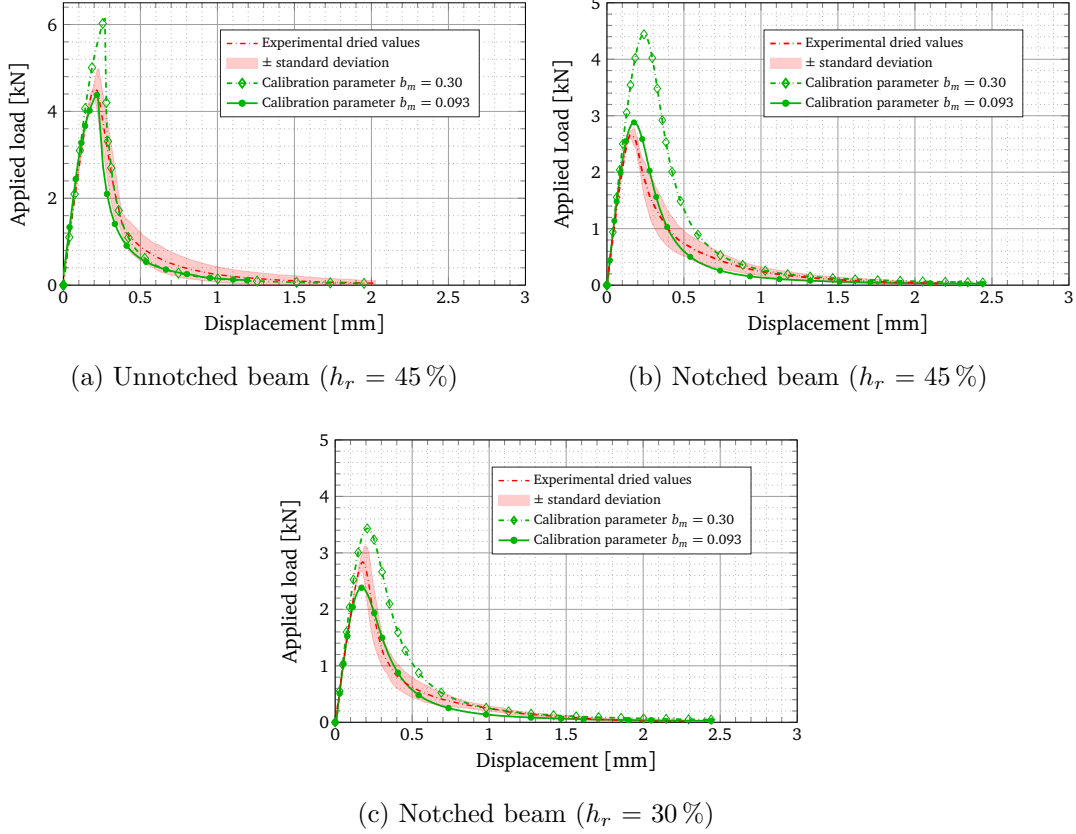 6
4
2
0
0
0.5
1
1.5
2
2.5
3
Applied load [kN]
Displacement [mm]
Experimental dried values
± standard deviation
Calibration parameter b_m = 0.30
Calibration parameter b_m = 0.093
(a) Unnotched beam (h_r = 45 %)
5
4
3
2
1
0
0
0.5
1
1.5
2
2.5
3
Applied Load [kN]
Displacement [mm]
Experimental dried values
± standard deviation
Calibration parameter b_m = 0.30
Calibration parameter b_m = 0.093
(b) Notched beam (h_r = 45 %)
5
4
3
2
1
0
0
0.5
1
1.5
2
2.5
3
Applied load [kN]
Displacement [mm]
Experimental dried values
± standard deviation
Calibration parameter b_m = 0.30
Calibration parameter b_m = 0.093
(c) Notched beam (h_r = 30 %)